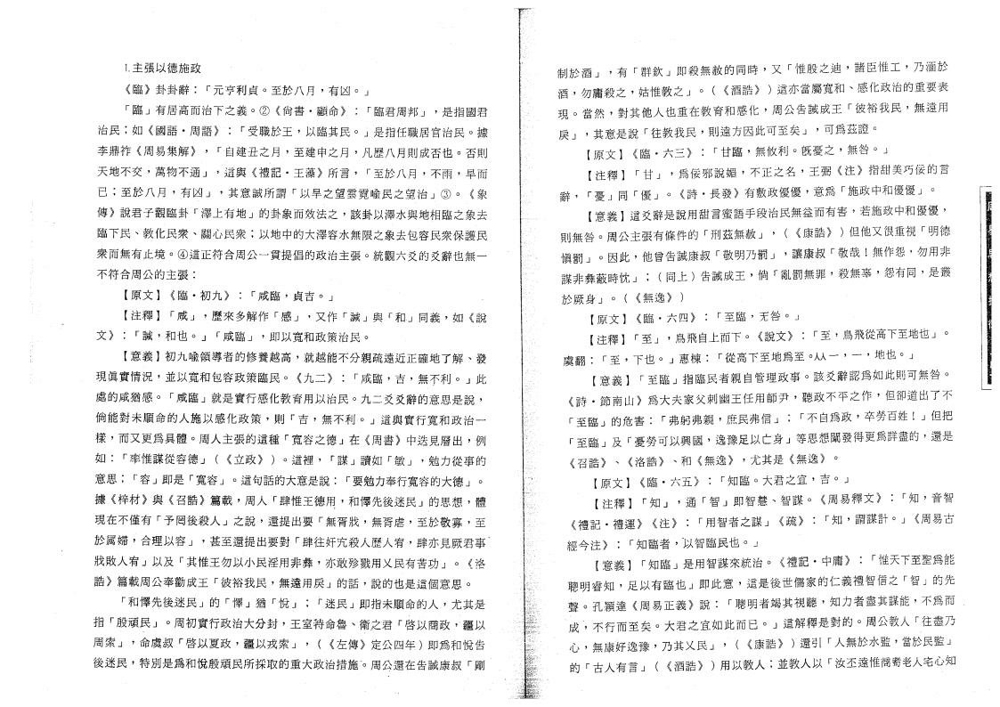 1.主張以德施政
《臨》卦卦辭：「元亨利貞。至於八月，有凶。」
「臨」有居高而治下之義。②《尙書・顧命》：「臨君周邦」，是指國君
治民；如《國語・周語》：「受職於王，以臨其民。」是指任職居官治民。據
李鼎祚《周易集解》，「自建丑之月，至建申之月，凡歷八月則成否也。否則
天地不交，萬物不通」，這與《禮記・玉藻》所言，「至於八月，不雨，旱而
已；至於八月，有凶」，其意誠所謂「以旱之望雲霓喻民之望治」③。《象
傳》說君子觀臨卦「澤上有地」的卦象而效法之，該卦以澤水與地相臨之象去
臨下民、敎化民衆、關心民衆；以地中的大澤容水無限之象去包容民衆保護民
衆而無有止境。④這正符合周公一貫提倡的政治主張。統觀六爻的爻辭也無一
不符合周公的主張：
【原文】《臨・初九》：「咸臨，貞吉。」
【注釋】「咸」，歷來多解作「感」，又作「諴」與「和」同義，如《說
文》：「諴，和也。」「咸臨」，即以寬和政策治民。
【意義】初九喻領導者的修養越高，就越能不分親疏遠近正確地了解、發
現眞實情況，並以寬和包容政策臨民。《九二》：「咸臨，吉，無不利。」此
處的咸猶感。「咸臨」就是實行感化敎育用以治民。九二爻爻辭的意思是說，
倘能對未順命的人施以感化政策，則「吉，無不利。」這與實行寬和政治一
樣，而又更爲具體。周人主張的這種「寬容之德」在《周書》中迭見層出，例
如：「率惟謀從容德」（《立政》）。這裡，「謀」讀如「敏」，勉力從事的
意思；「容」即是「寬容」。這句話的大意是說：「要勉力奉行寬容的大德」。
據《梓材》與《召誥》篇載，周人「肆惟王德用，和懌先後迷民」的思想，體
現在不僅有「予罔後殺人」之說，還提出要「無胥戕，無胥虐，至於敬寡，至
於屬婦，合理以容」，甚至還提出要對「肆往奸宄殺人歷人宥，肆亦見厥君事
戕敗人宥」以及「其惟王勿以小民淫用非彝，亦敢殄戮用乂民有苦功」。《洛
誥》篇載周公奉勸成王「彼裕我民，無遠用戾」的話，說的也是這個意思。
「和懌先後迷民」的「懌」猶「悅」；「迷民」即指未順命的人，尤其是
指「殷頑民」。周初實行政治大分封，王室特命魯、衛之君「啓以商政，疆以
周索」，命虞叔「啓以夏政，疆以戎索」，（《左傳》定公四年）即爲和悅告
後迷民，特別是爲和悅殷頑民所採取的重大政治措施。周公還在告誡康叔「剛
制於酒」，有「群飲」即殺無赦的同時，又「惟殷之迪，諸臣惟工，乃湎於
酒，勿庸殺之，姑惟敎之」。（《酒誥》）這亦當屬寬和、感化政治的重要表
現。當然，對其他人也重在敎育和感化，周公告誡成王「彼裕我民，無遠用
戾」，其意是說「往敎我民，則遠方因此可至矣」，可爲茲證。
【原文】《臨・六三》：「甘臨，無攸利。旣憂之，無咎。」
【注釋】「甘」，爲佞邪說媚，不正之名，王弼《注》指甜美巧佞的言
辭，「憂」同「優」。《詩・長發》有敷政優優，意爲「施政中和優優」。
【意義】這爻辭是說用甜言蜜語手段治民無益而有害，若施政中和優優，
則無咎。周公主張有條件的「刑茲無赦」，（《康誥》）但他又很重視「明德
愼罰」。因此，他曾告誡康叔「敬明乃罰」，讓康叔「敬哉！無作怨，勿用非
謀非彝蔽時忱」；（同上）告誡成王，倘「亂罰無罪，殺無辜，怨有同，是叢
於厥身」。（《無逸》）
【原文】《臨・六四》：「至臨，无咎。」
【注釋】「至」，鳥飛自上而下。《說文》：「至，鳥飛從高下至地也」。
虞翻：「至，下也。」惠棟：「從高下至地爲至。从一，一，地也。」
【意義】「至臨」指臨民者親自管理政事。該爻辭認爲如此則可無咎。
《詩・節南山》爲大夫家父刺幽王任用師尹，聽政不平之作，但卻道出了不
「至臨」的危害：「弗躬弗親，庶民弗信」；「不自爲政，卒勞百姓！」但把
「至臨」及「憂勞可以興國，逸豫足以亡身」等思想闡發得更爲詳盡的，還是
《召誥》、《洛誥》、和《無逸》，尤其是《無逸》。
【原文】《臨・六五》：「知臨。大君之宜，吉。」
【注釋】「知」，通「智」即智慧、智謀。《周易釋文》：「知，音智
《禮記・禮運》《注》：「用智者之謀」《疏》：「知，謂謀計。」《周易古
經今注》：「知臨者，以智臨民也。」
【意義】「知臨」是用智謀來統治。《禮記・中庸》：「惟天下至聖爲能
聰明睿知，足以有臨也」即此意，這是後世儒家的仁義禮智信之「智」的先
聲。孔穎達《周易正義》說：「聰明者竭其視聽，知力者盡其謀能，不爲而
成，不行而至矣。大君之宜如此而已。」這解釋是對的。周公敎人「往盡乃
心，無康好逸豫，乃其乂民」，（《康誥》）還引「人無於水監，當於民監」
的「古人有言」（《酒誥》）用以敎人；並敎人以「汝丕遠惟商耇老人宅心知